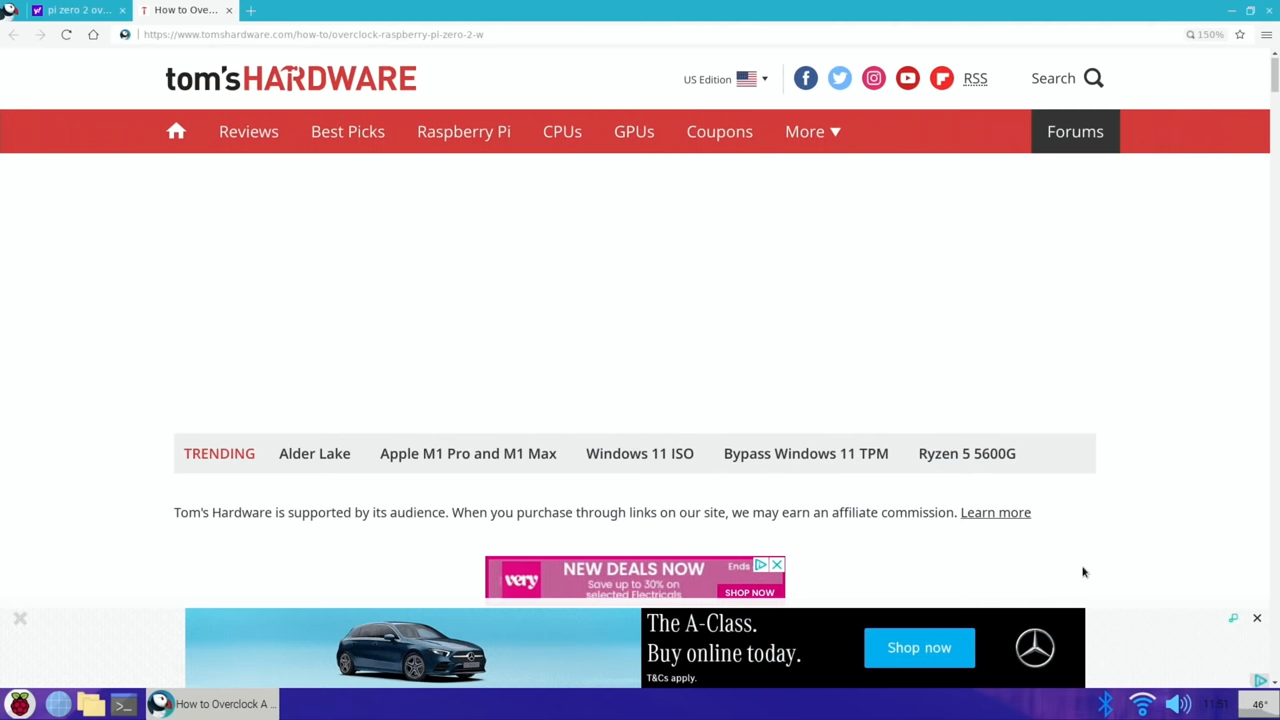 pi zero 2 ov...
How to Ove...
https://www.tomshardware.com/how-to/overclock-raspberry-pi-zero-2-w
150%
tom'sHARDWARE
US Edition
RSS
Search
Reviews
Best Picks
Raspberry Pi
CPUs
GPUs
Coupons
More
Forums
TRENDING
Alder Lake
Apple M1 Pro and M1 Max
Windows 11 ISO
Bypass Windows 11 TPM
Ryzen 5 5600G
Tom's Hardware is supported by its audience. When you purchase through links on our site, we may earn an affiliate commission. Learn more
very
NEW DEALS NOW
Ends
Save up to 30% on
selected Electricals
SHOP NOW
The A-Class.
Buy online today.
T&Cs apply.
Shop now
How to Overclock A ...
11:51
46°